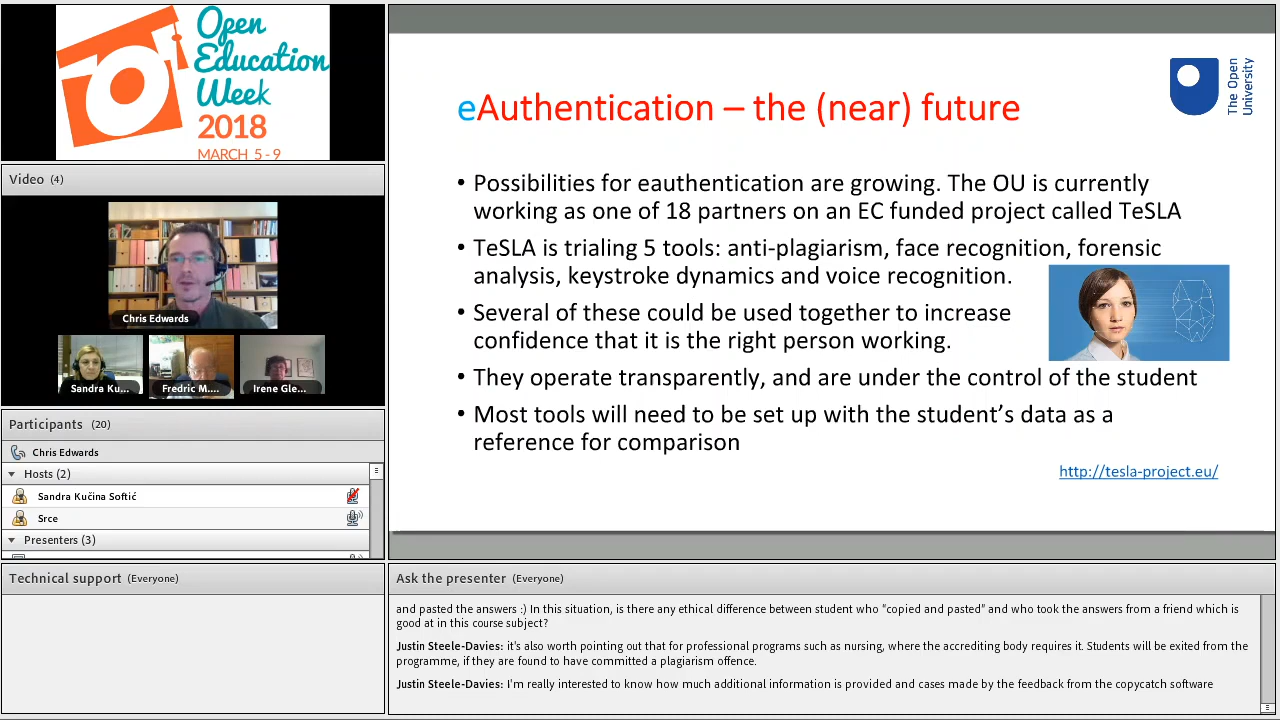 Open
Education
Week
2018
MARCH 5-9
Video (4)
Chris Edwards
Sandra Ku...
Fredric M....
Irene Gle...
Participants (20)
Chris Edwards
Hosts (2)
Sandra Kučina Softić
Srce
Presenters (3)
Technical support (Everyone)
The Open
University
eAuthentication – the (near) future
• Possibilities for eauthentication are growing. The OU is currently
working as one of 18 partners on an EC funded project called TeSLA
• TeSLA is trialing 5 tools: anti-plagiarism, face recognition, forensic
analysis, keystroke dynamics and voice recognition.
• Several of these could be used together to increase
confidence that it is the right person working.
• They operate transparently, and are under the control of the student
• Most tools will need to be set up with the student’s data as a
reference for comparison
http://tesla-project.eu/
Ask the presenter (Everyone)
and pasted the answers :) In this situation, is there any ethical difference between student who "copied and pasted" and who took the answers from a friend which is
good at in this course subject?
Justin Steele-Davies: it's also worth pointing out that for professional programs such as nursing, where the accrediting body requires it. Students will be exited from the
programme, if they are found to have committed a plagiarism offence.
Justin Steele-Davies: I'm really interested to know how much additional information is provided and cases made by the feedback from the copycatch software